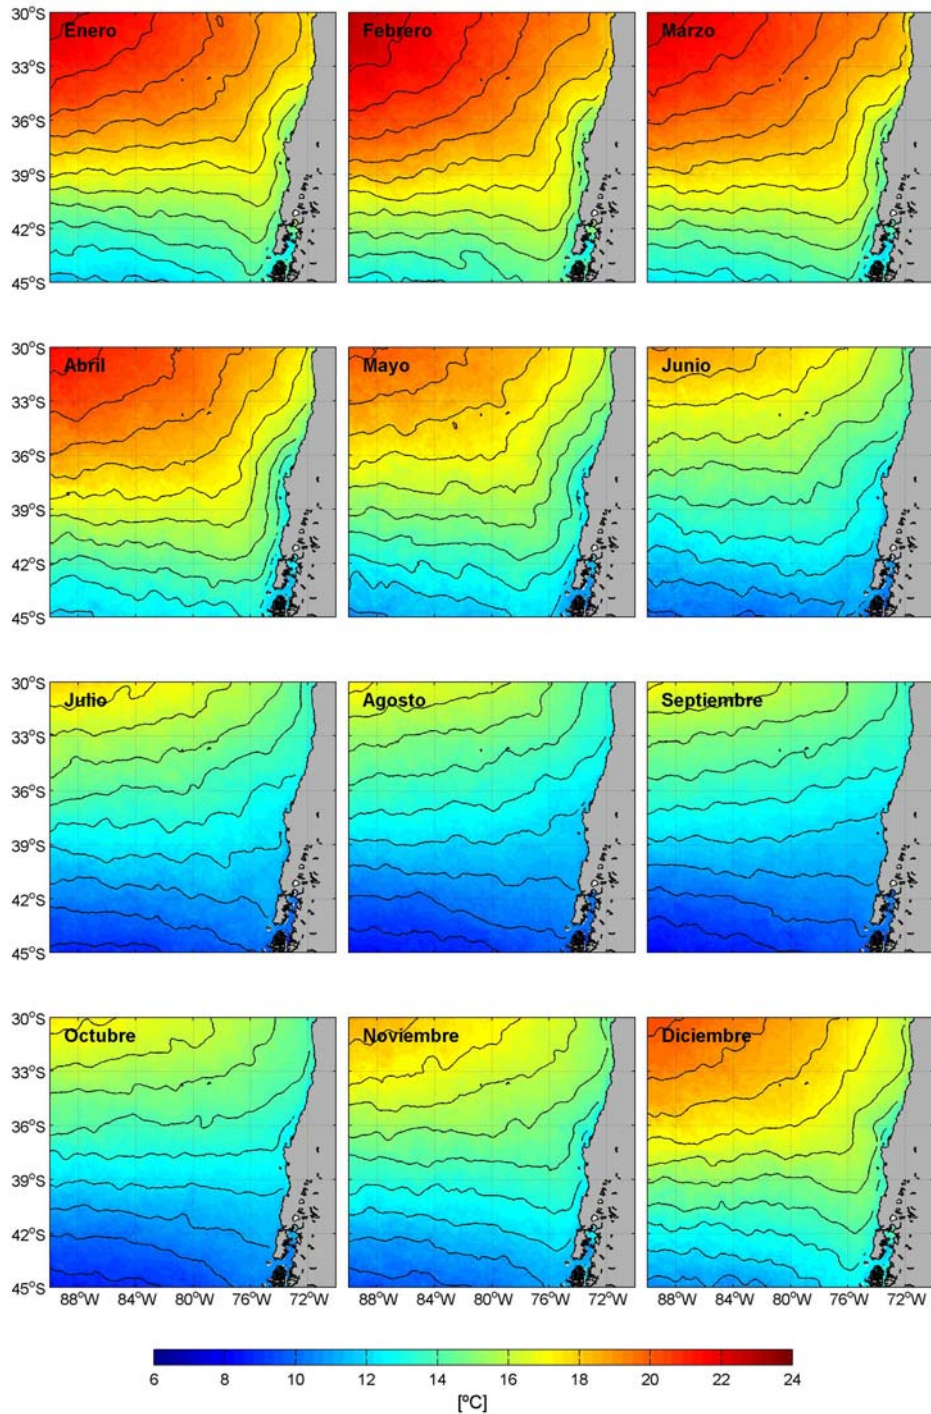 30°S Enero Febrero Marzo
33°S
36°S
39°S
42°S
45°S
30°S Abril Mayo Junio
33°S
36°S
39°S
42°S
45°S
30°S Julio Agosto Septiembre
33°S
36°S
39°S
42°S
45°S
30°S Octubre Noviembre Diciembre
33°S
36°S
39°S
42°S
45°S
88°W 84°W 80°W 76°W 72°W 88°W 84°W 80°W 76°W 72°W 88°W 84°W 80°W 76°W 72°W
6 8 10 12 14 16 18 20 22 24
[ºC]